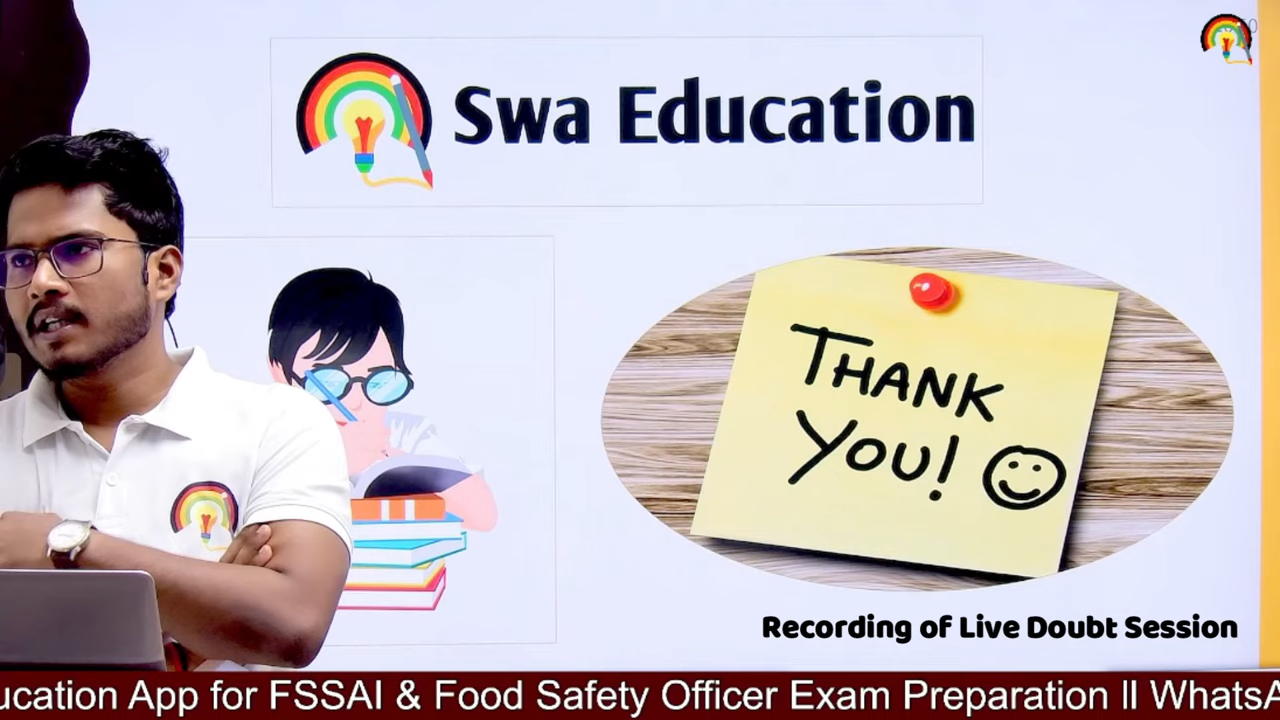 Swa Education
THANK
YOU!
Recording of Live Doubt Session
ucation App for FSSAI & Food Safety Officer Exam Preparation ll WhatsA